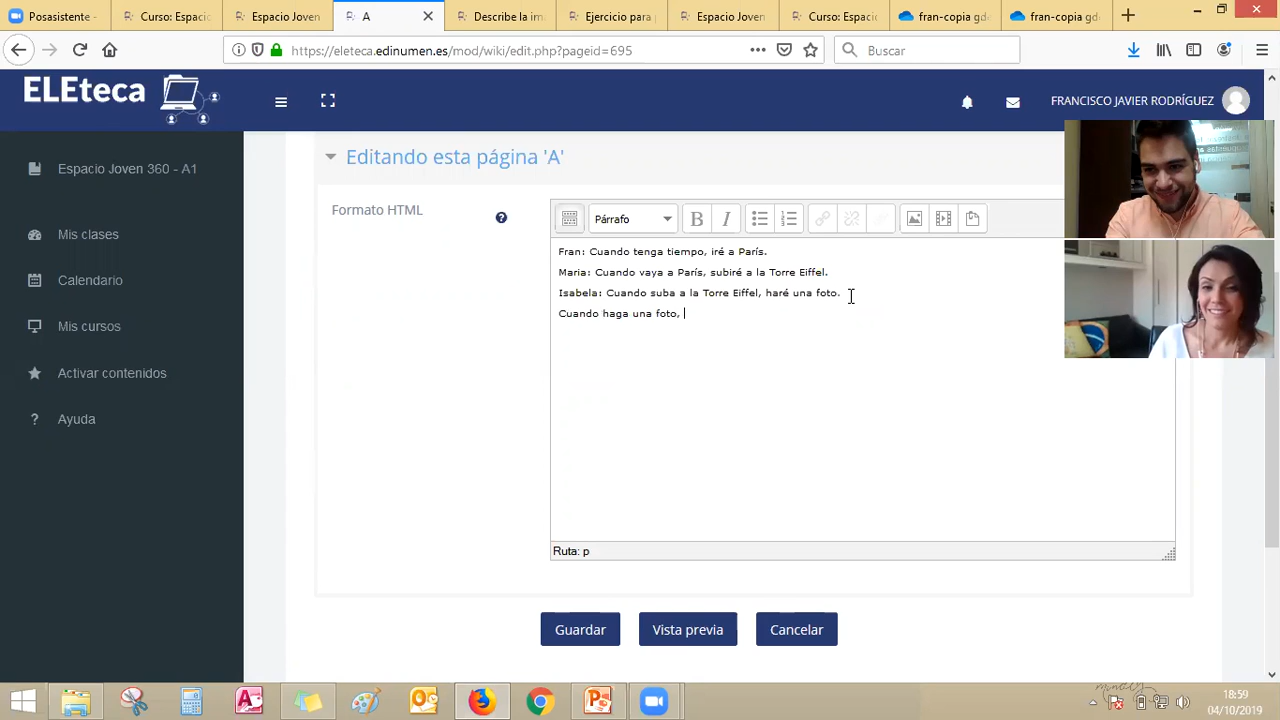 Posasistente -
Curso: Espacio
Espacio Joven
A
Describe la im
Ejercicio para
Espacio Joven
Curso: Espacio
fran-copia gd
fran-copia gd
https://eleteca.edinumen.es/mod/wiki/edit.php?pageid=695
Buscar
ELEteca
FRANCISCO JAVIER RODRÍGUEZ
Espacio Joven 360 - A1
Mis clases
Calendario
Mis cursos
Activar contenidos
Ayuda
Editando esta página 'A'
Formato HTML
Párrafo
B I
Fran: Cuando tenga tiempo, iré a París.
Maria: Cuando vaya a París, subiré a la Torre Eiffel.
Isabela: Cuando suba a la Torre Eiffel, haré una foto.
Cuando haga una foto,
Ruta: p
Guardar
Vista previa
Cancelar
18:59
04/10/2019